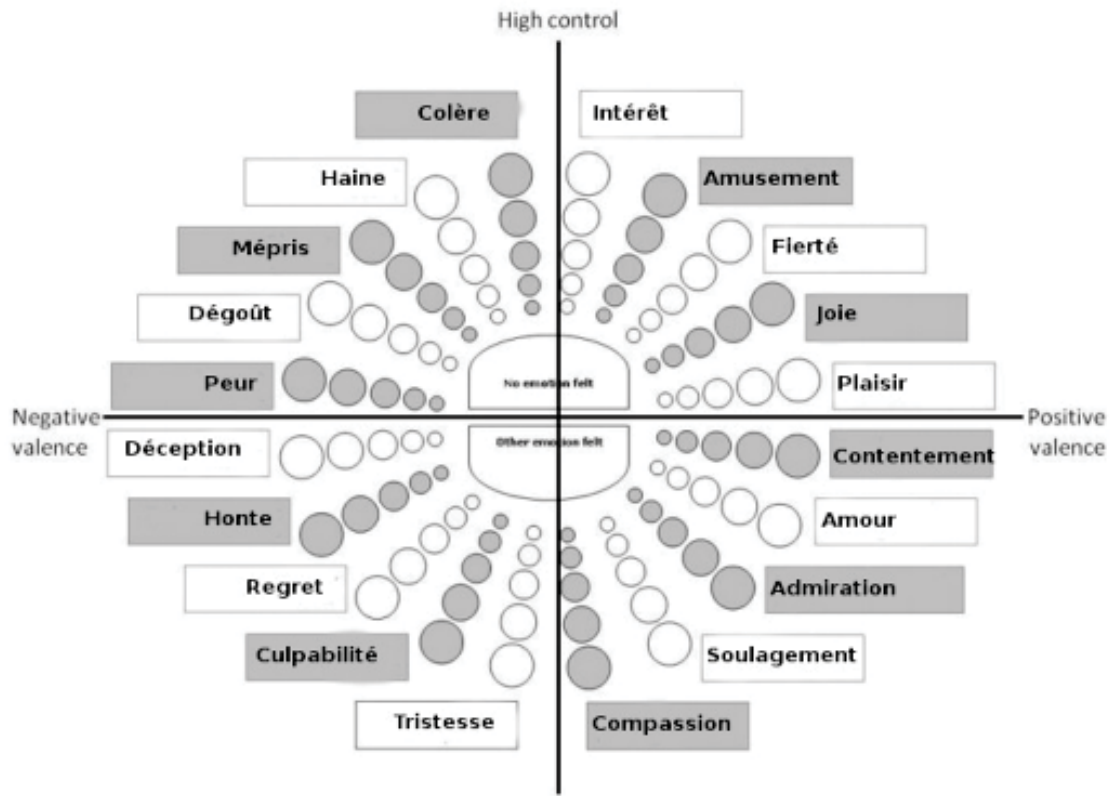 High control
Colère
Intérêt
Haine
Amusement
Mépris
Fierté
Dégoût
Joie
Peur
No emotion felt
Plaisir
Negative
valence
Positive
valence
Déception
Other emotion felt
Contentement
Honte
Amour
Regret
Admiration
Culpabilité
Soulagement
Tristesse
Compassion